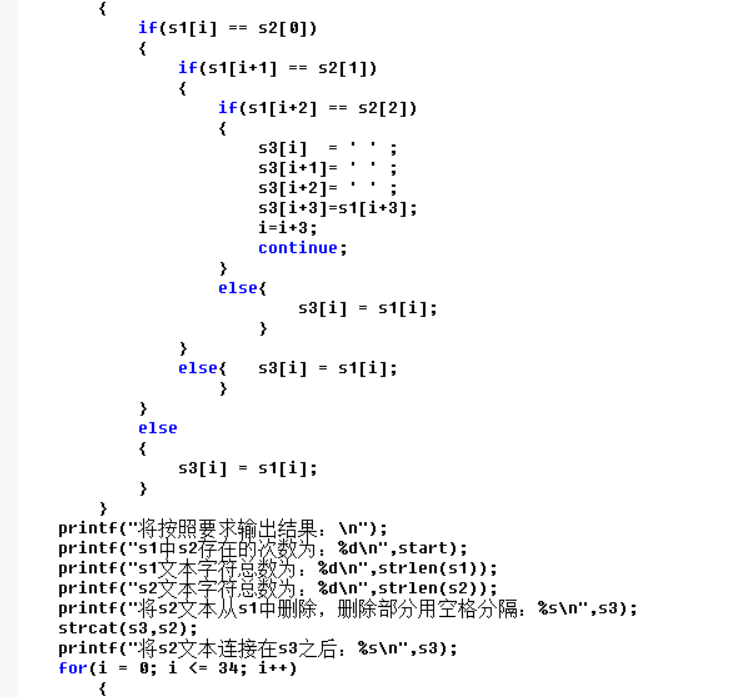 {
if(s1[i] == s2[0])
{
if(s1[i+1] == s2[1])
{
if(s1[i+2] == s2[2])
{
s3[i]  = ' ' ;
s3[i+1]= ' ' ;
s3[i+2]= ' ' ;
s3[i+3]=s1[i+3];
i=i+3;
continue;
}
else{
s3[i] = s1[i];
}
}
else{   s3[i] = s1[i];
}
}
else
{
s3[i] = s1[i];
}
}
printf("将按照要求输出结果：\n");
printf("s1中s2存在的次数为：%d\n",start);
printf("s1文本字符总数为：%d\n",strlen(s1));
printf("s2文本字符总数为：%d\n",strlen(s2));
printf("将s2文本从s1中删除，删除部分用空格分隔：%s\n",s3);
strcat(s3,s2);
printf("将s2文本连接在s3之后：%s\n",s3);
for(i = 0; i <= 34; i++)
{